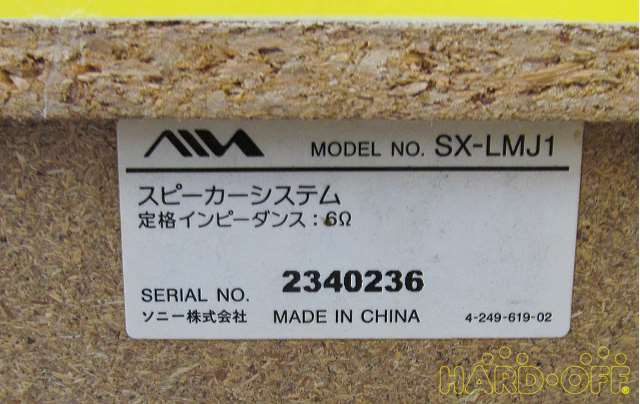 AIWA
MODEL NO. SX-LMJ1
スピーカーシステム
定格インピーダンス：6Ω
SERIAL NO. 2340236
ソニー株式会社 MADE IN CHINA 4-249-619-02
HARD-OFF